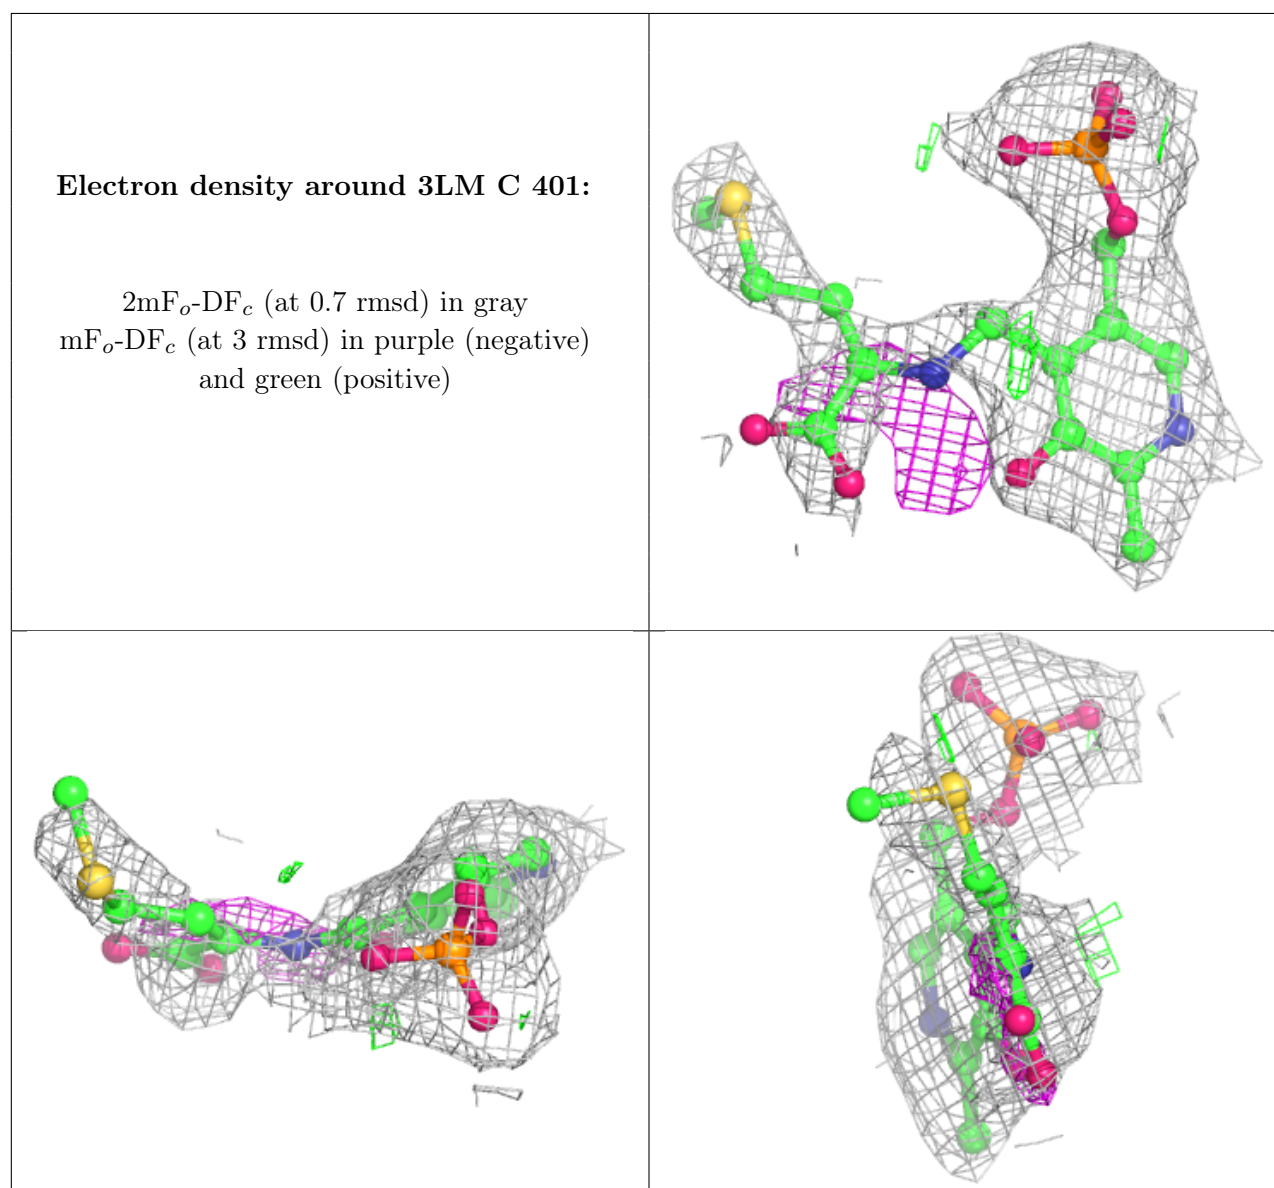 Electron density around 3LM C 401:
2mFo-DFc (at 0.7 rmsd) in gray
mFo-DFc (at 3 rmsd) in purple (negative)
and green (positive)